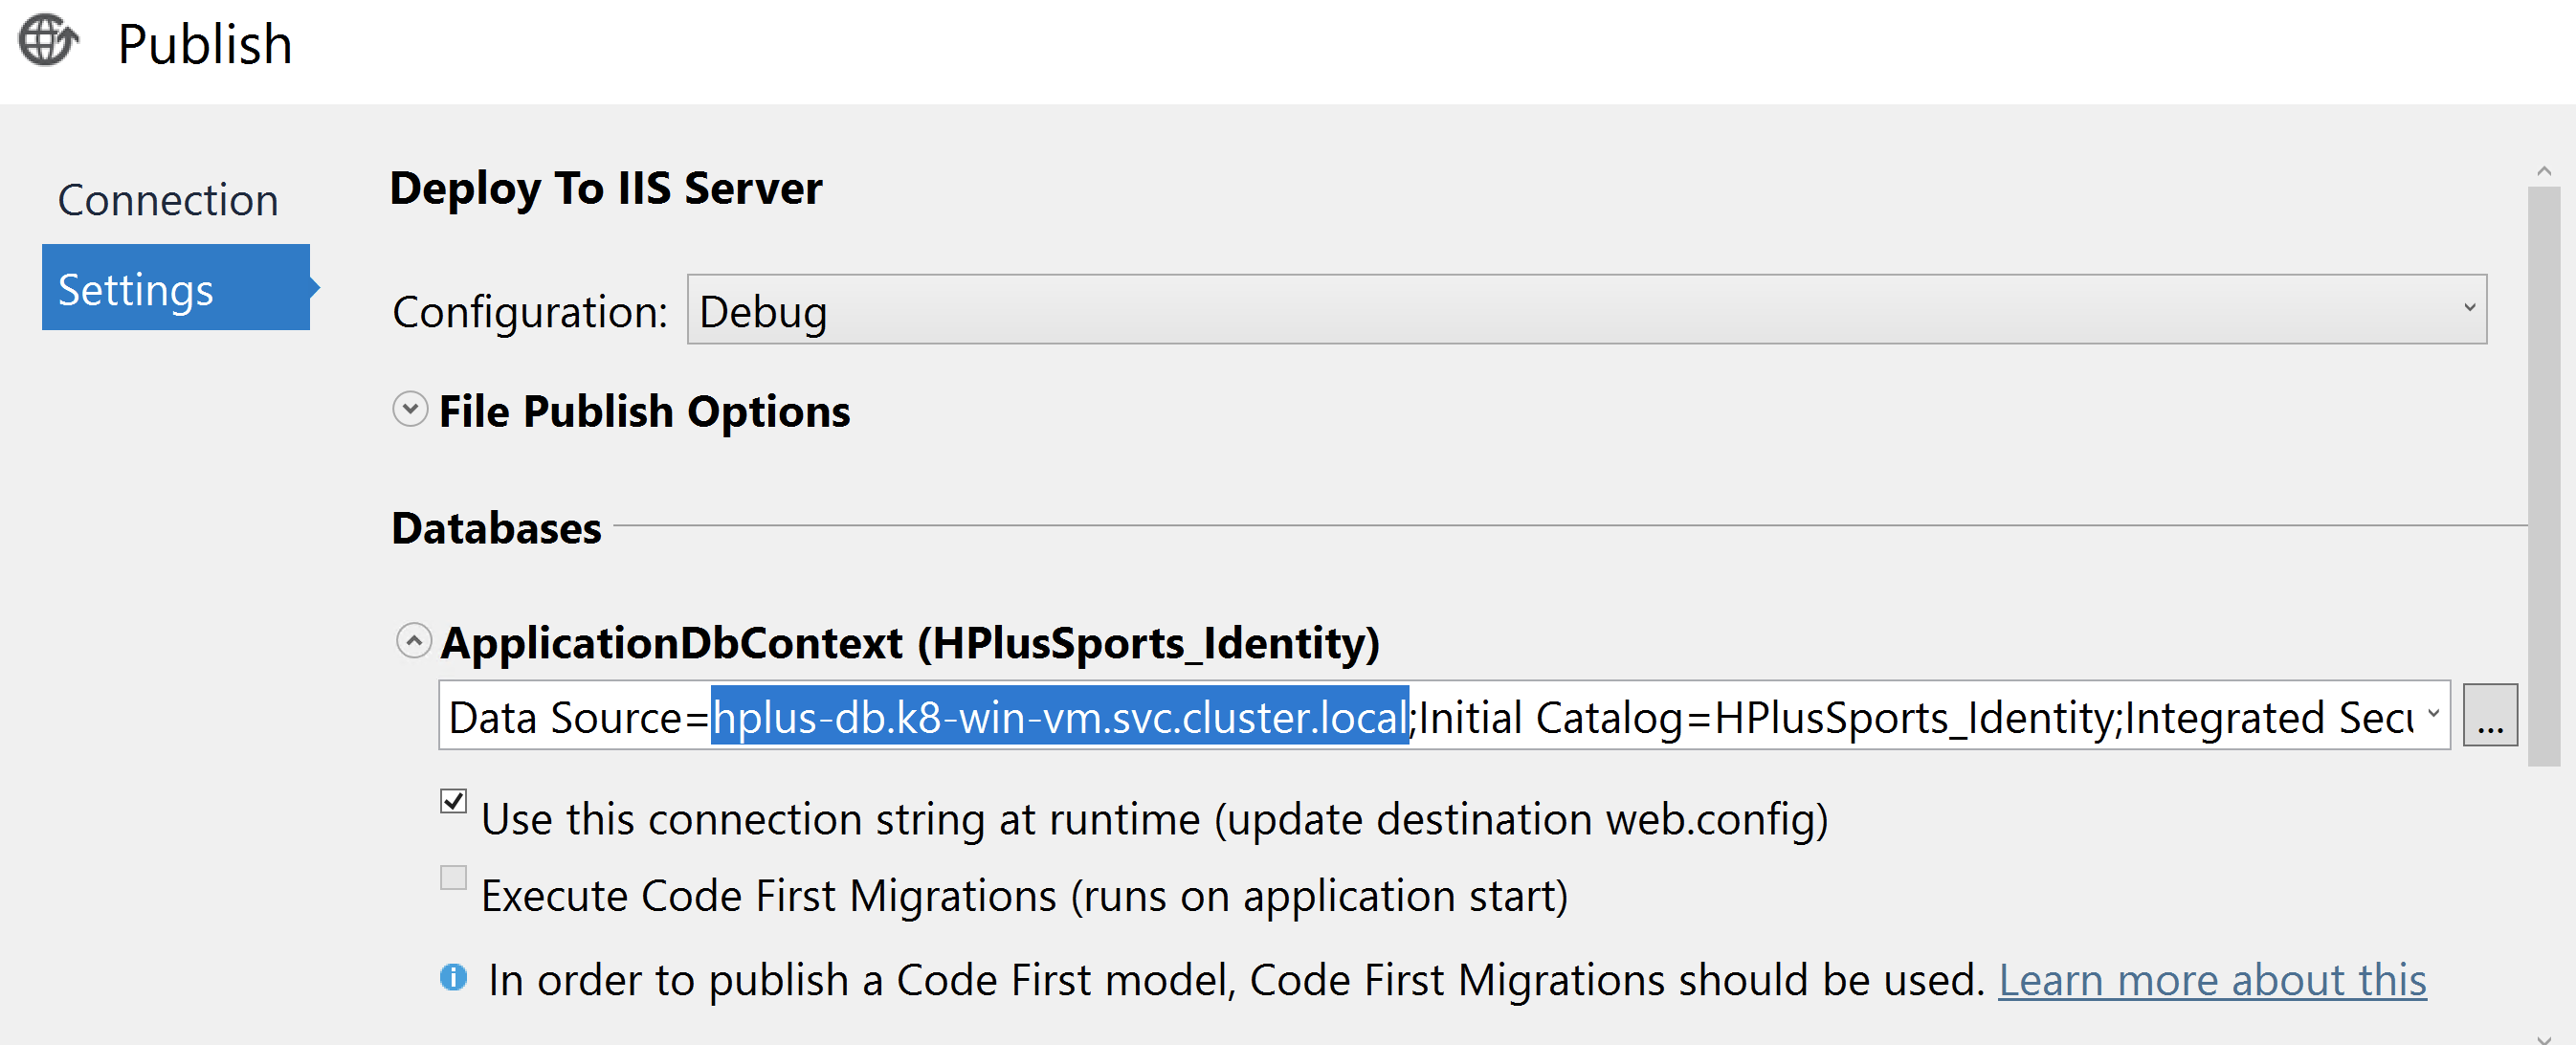 Publish
Connection
Settings
Deploy To IIS Server
Configuration: Debug
File Publish Options
Databases
ApplicationDbContext (HPlusSports_Identity)
Data Source=hplus-db.k8-win-vm.svc.cluster.local;Initial Catalog=HPlusSports_Identity;Integrated Secu ...
Use this connection string at runtime (update destination web.config)
Execute Code First Migrations (runs on application start)
In order to publish a Code First model, Code First Migrations should be used. Learn more about this